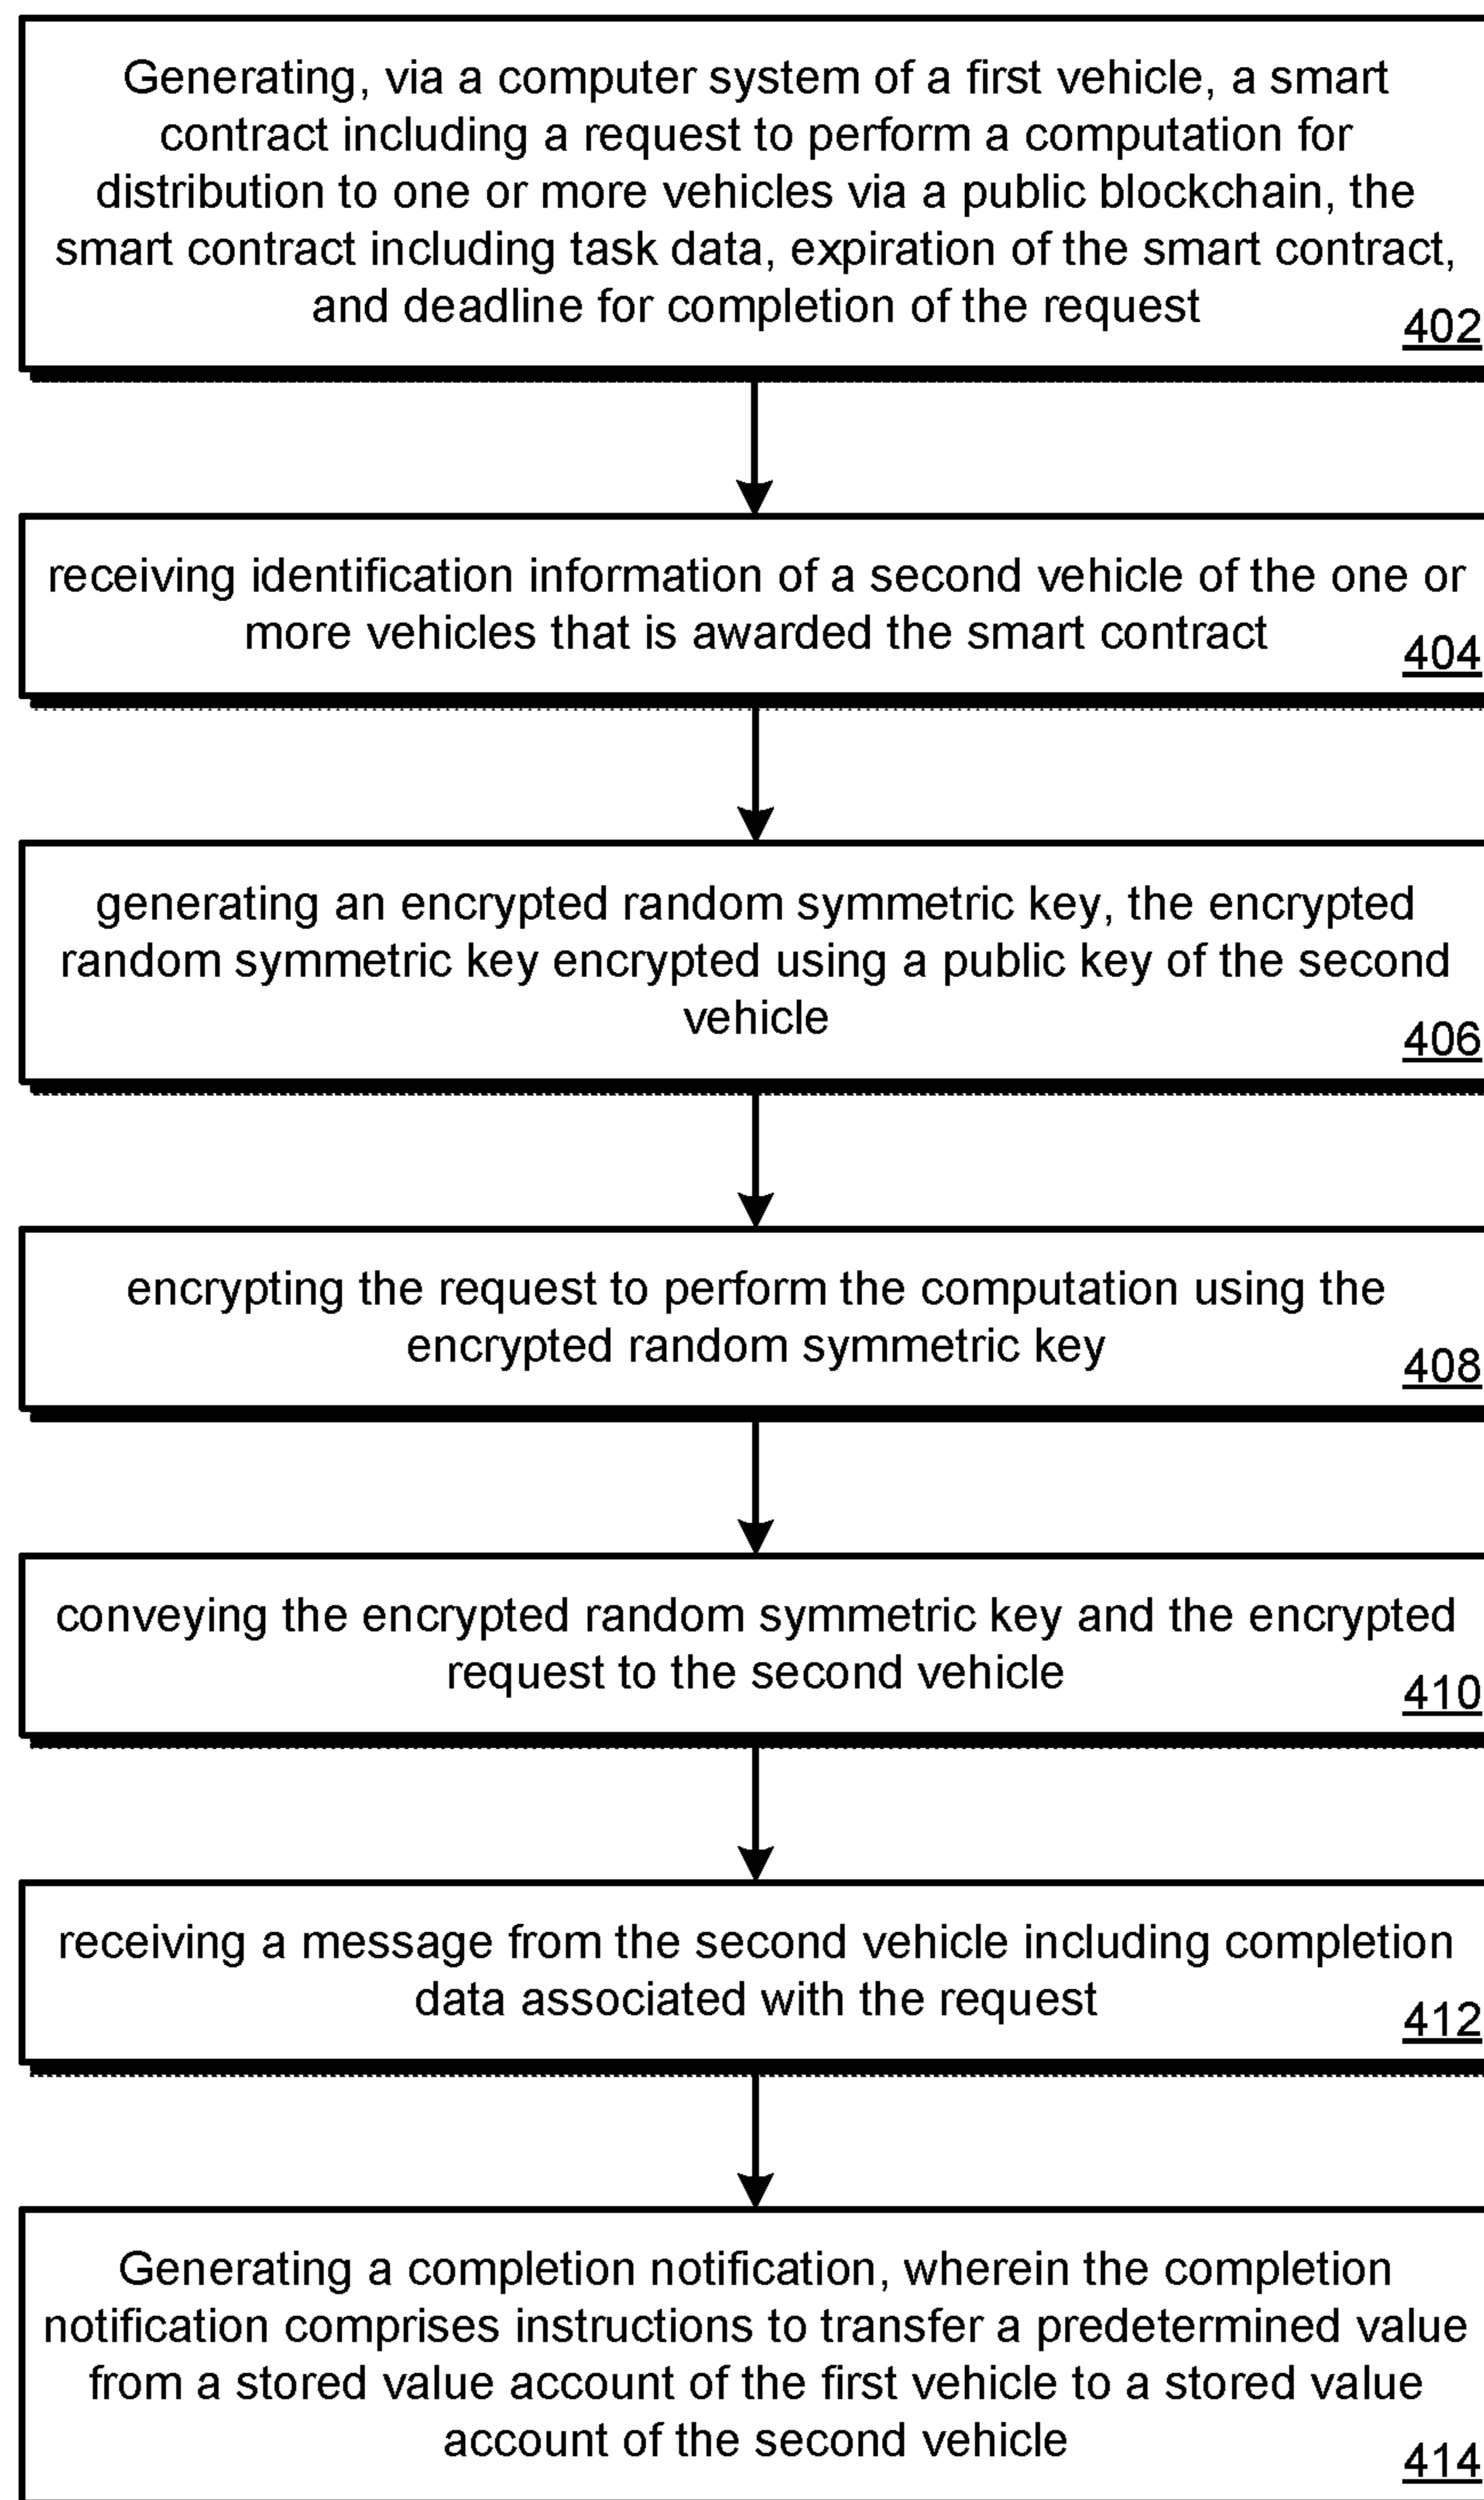 Generating, via a computer system of a first vehicle, a smart
contract including a request to perform a computation for
distribution to one or more vehicles via a public blockchain, the
smart contract including task data, expiration of the smart contract,
and deadline for completion of the request
402
receiving identification information of a second vehicle of the one or
more vehicles that is awarded the smart contract
404
generating an encrypted random symmetric key, the encrypted
random symmetric key encrypted using a public key of the second
vehicle
406
encrypting the request to perform the computation using the
encrypted random symmetric key
408
conveying the encrypted random symmetric key and the encrypted
request to the second vehicle
410
receiving a message from the second vehicle including completion
data associated with the request
412
Generating a completion notification, wherein the completion
notification comprises instructions to transfer a predetermined value
from a stored value account of the first vehicle to a stored value
account of the second vehicle
414